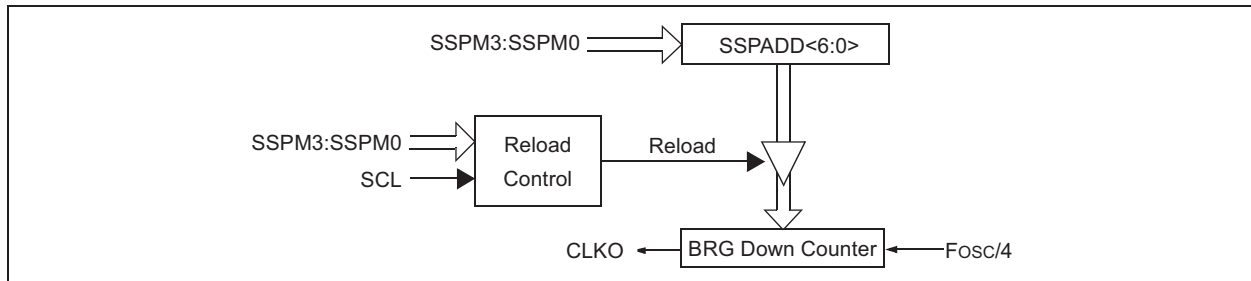 SSPM3:SSPM0
SSPADD<6:0>
SSPM3:SSPM0
SCL
Reload
Control
Reload
CLKO
BRG Down Counter
FOSC/4